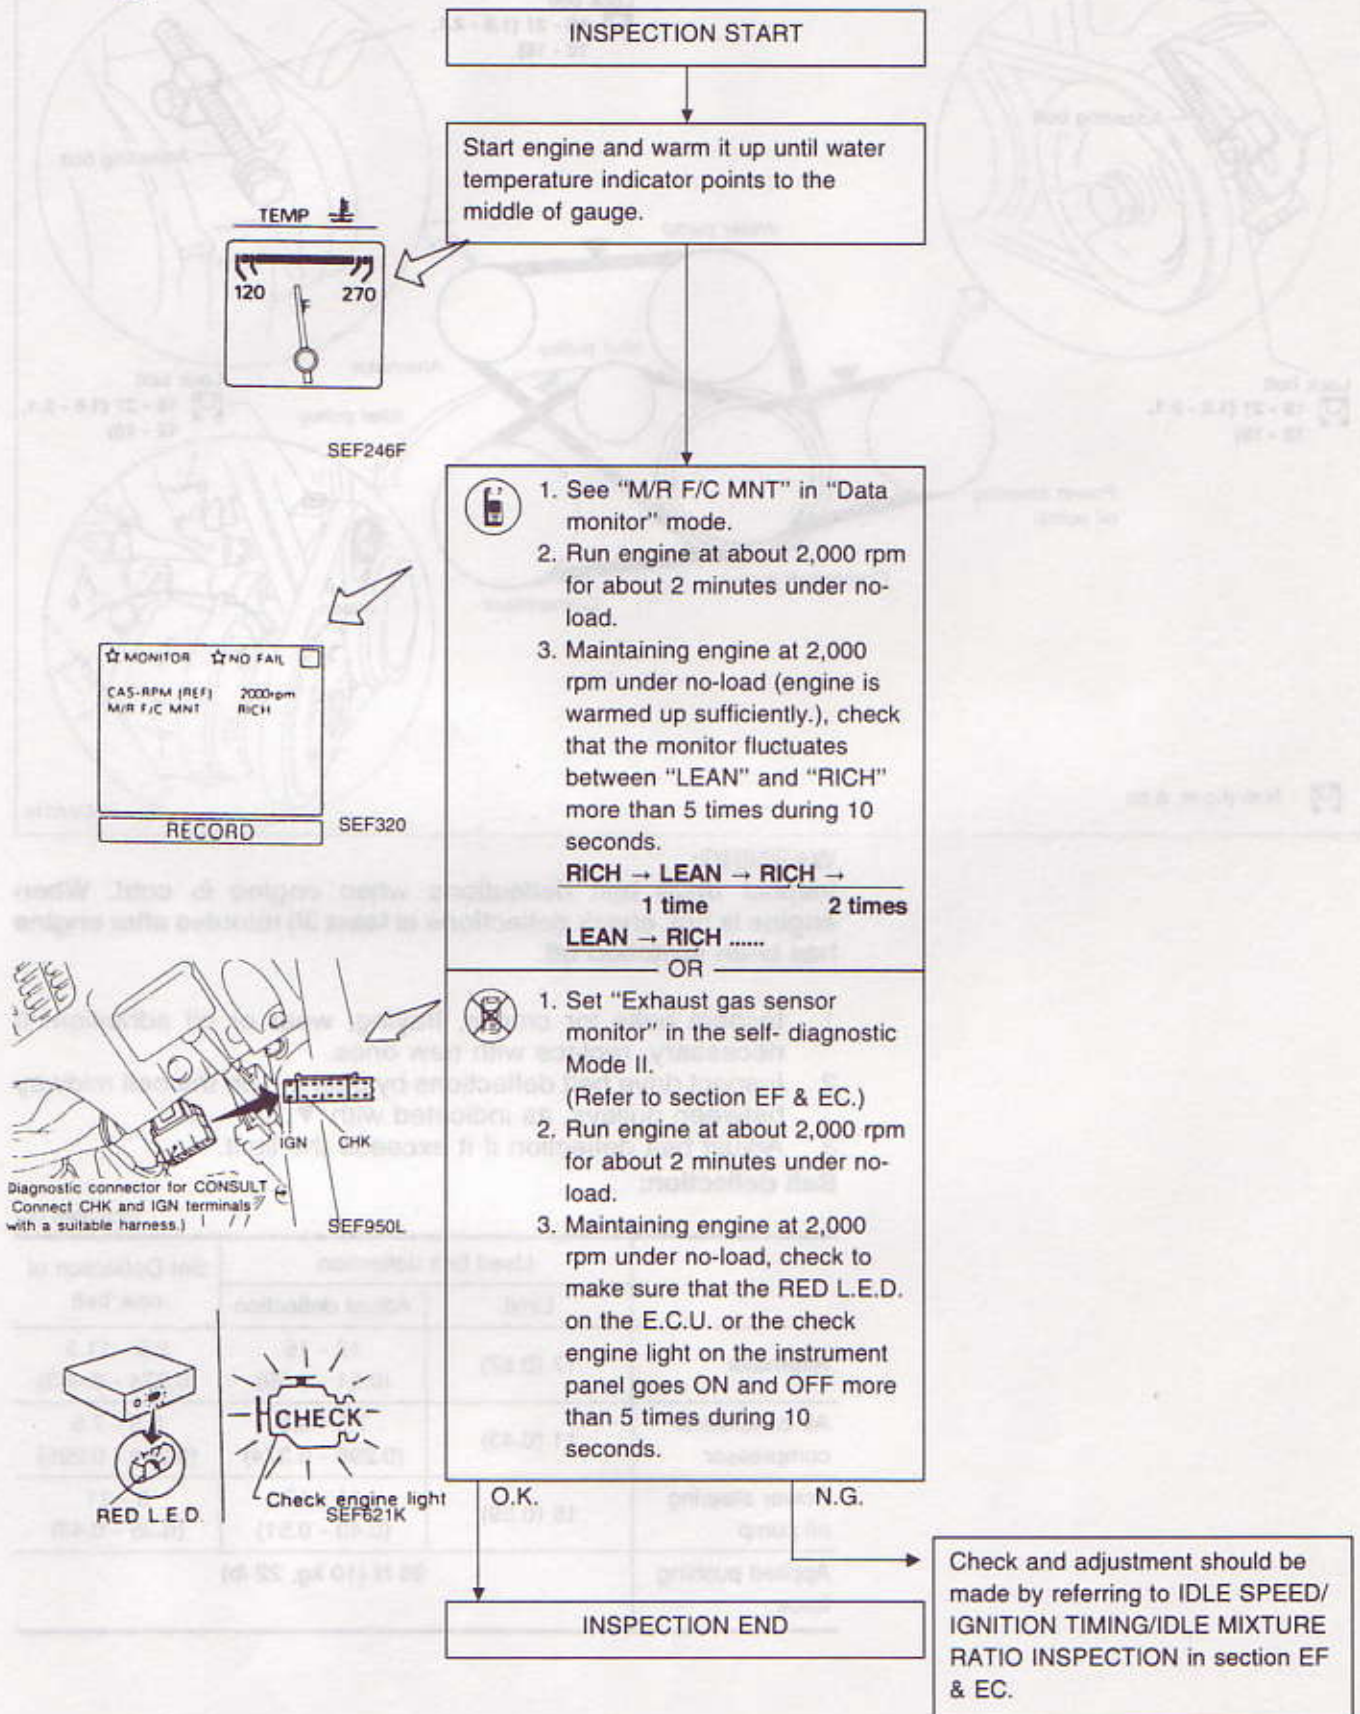 INSPECTION START
Start engine and warm it up until water
temperature indicator points to the
middle of gauge.
TEMP
120
270
F
SEF246F
1. See “M/R F/C MNT” in “Data
monitor” mode.
2. Run engine at about 2,000 rpm
for about 2 minutes under no-
load.
3. Maintaining engine at 2,000
rpm under no-load (engine is
warmed up sufficiently.), check
that the monitor fluctuates
between “LEAN” and “RICH”
more than 5 times during 10
seconds.
RICH → LEAN → RICH →
1 time 2 times
LEAN → RICH ......
☆ MONITOR ☆ NO FAIL
CAS-RPM (REF) 2000rpm
M/R F/C MNT RICH
RECORD
SEF320
OR
1. Set “Exhaust gas sensor
monitor” in the self- diagnostic
Mode II.
(Refer to section EF & EC.)
2. Run engine at about 2,000 rpm
for about 2 minutes under no-
load.
3. Maintaining engine at 2,000
rpm under no-load, check to
make sure that the RED L.E.D.
on the E.C.U. or the check
engine light on the instrument
panel goes ON and OFF more
than 5 times during 10
seconds.
IGN CHK
Diagnostic connector for CONSULT
Connect CHK and IGN terminals
with a suitable harness.)
SEF950L
CHECK
RED L.E.D.
Check engine light
SEF621K
O.K.
N.G.
INSPECTION END
Check and adjustment should be
made by referring to IDLE SPEED/
IGNITION TIMING/IDLE MIXTURE
RATIO INSPECTION in section EF
& EC.